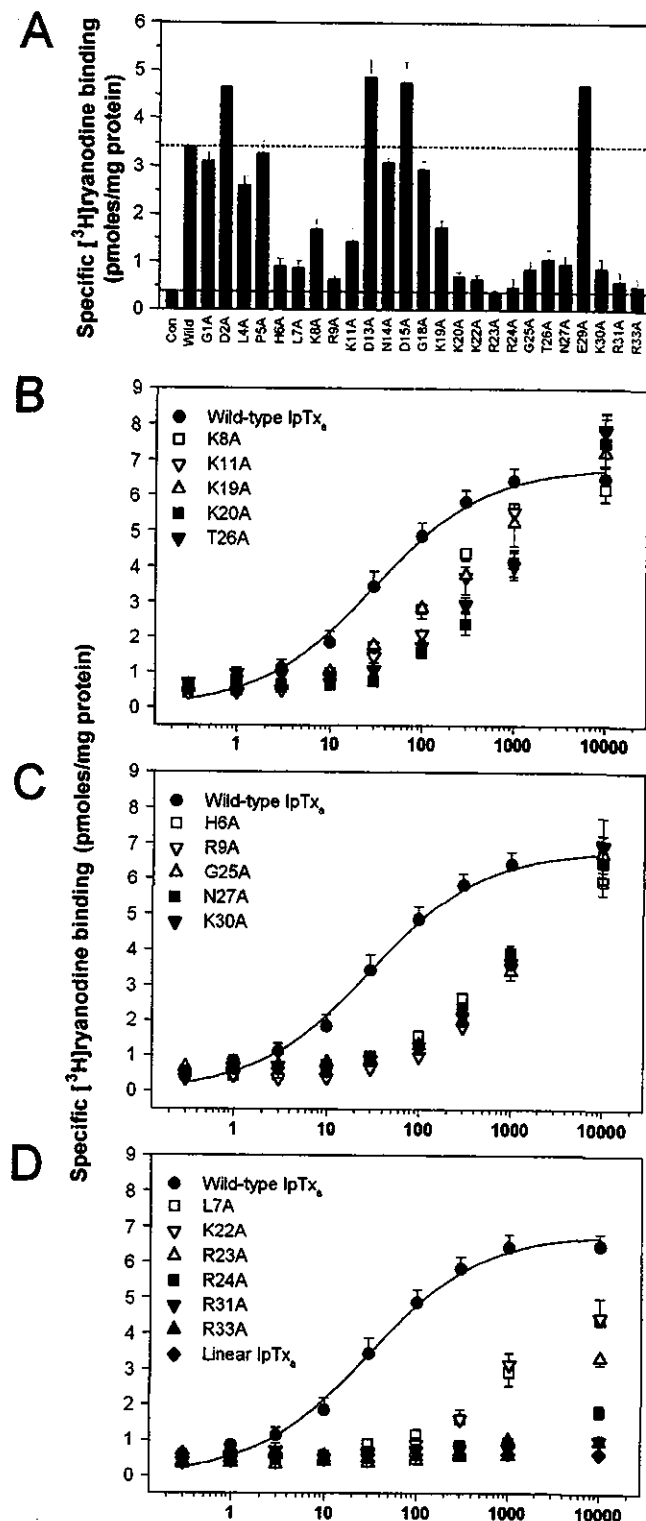 A
Specific [³H]ryanodine binding
(pmoles/mg protein)
6
5
4
3
2
1
0
Con Wild G1A D2A L4A P5A H6A L7A K8A R9A K11A D13A N14A D15A G18A K19A K20A K22A R23A R24A G25A T26A N27A E29A K30A R31A R33A
Specific [³H]ryanodine binding (pmoles/mg protein)
B
9
8
7
6
5
4
3
2
1
0
Wild-type IpTxa
K8A
K11A
K19A
K20A
T26A
1 10 100 1000 10000
C
9
8
7
6
5
4
3
2
1
0
Wild-type IpTxa
H6A
R9A
G25A
N27A
K30A
1 10 100 1000 10000
D
9
8
7
6
5
4
3
2
1
0
Wild-type IpTxa
L7A
K22A
R23A
R24A
R31A
R33A
Linear IpTxa
1 10 100 1000 10000